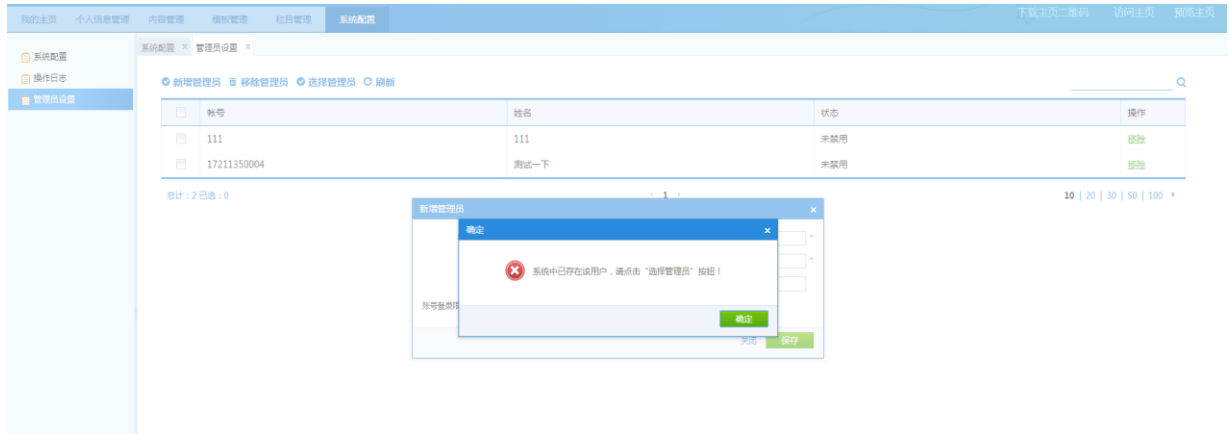 我的主页 个人信息管理 内容管理 模板管理 栏目管理 系统配置 下载主页二维码 访问主页 预览主页
系统配置 × 管理员设置 ×
系统配置
操作日志
管理员设置
新增管理员 移除管理员 选择管理员 刷新
帐号 姓名 状态 操作
111 111 未禁用 移除
17211350004 测试一下 未禁用 移除
总计：2 已选：0 1 10 | 20 | 30 | 50 | 100
新增管理员 ×
确定 ×
* 
*
系统中已存在该用户，请点击“选择管理员”按钮！
账号登录
确定
关闭 保存